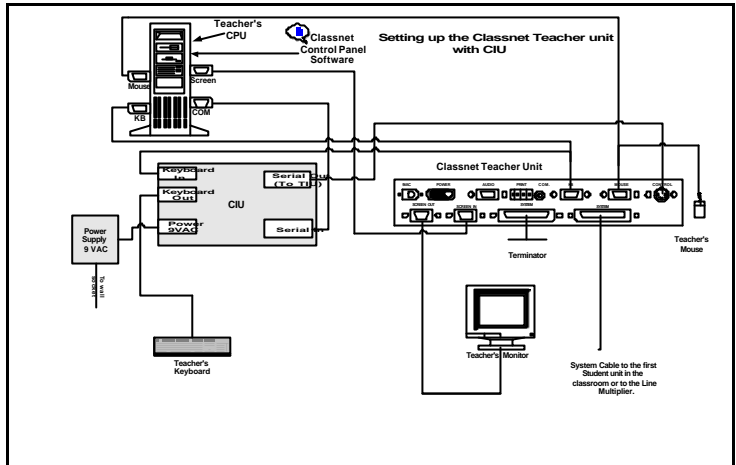 Teacher's
CPU
Classnet
Control Panel
Software
Setting up the Classnet Teacher unit
with CIU
Mouse
Screen
KB
COM
Keyboard
In
Keyboard
Out
Power
9VAC
CIU
Serial Out
(To TIU)
Serial In
Power
Supply
9 VAC
To wall
socket
Teacher's
Keyboard
Classnet Teacher Unit
MAC
POWER
AUDIO
PRINT
COM.
KB
MOUSE
CONTROL
SCREEN OUT
SCREEN IN
SYSTEM
SYSTEM
Terminator
Teacher's
Mouse
Teacher's Monitor
System Cable to the first
Student unit in the
classroom or to the Line
Multiplier.